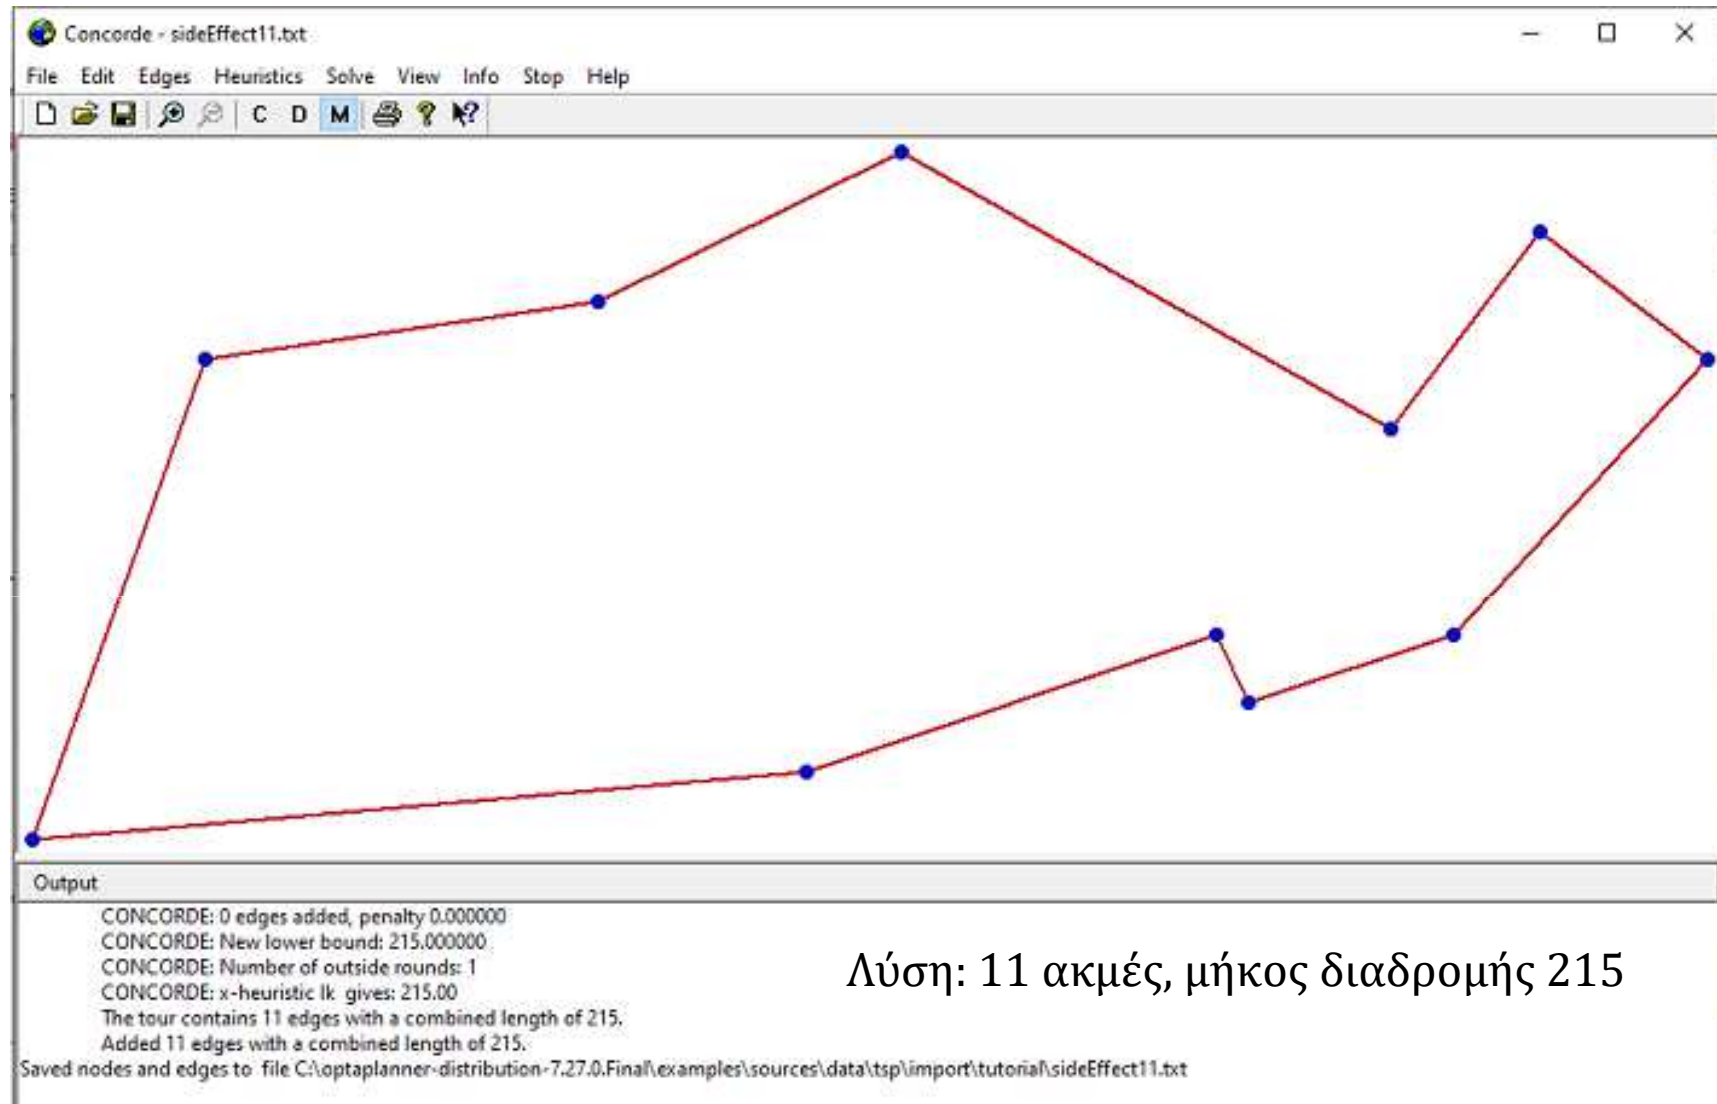 Concorde - sideEffect11.txt
File Edit Edges Heuristics Solve View Info Stop Help
C D M
Output
CONCORDE: 0 edges added, penalty 0.000000
CONCORDE: New lower bound: 215.000000
CONCORDE: Number of outside rounds: 1
CONCORDE: x-heuristic lk  gives: 215.00
The tour contains 11 edges with a combined length of 215.
Added 11 edges with a combined length of 215.
Saved nodes and edges to  file C:\optaplanner-distribution-7.27.0.Final\examples\sources\data\tsp\import\tutorial\sideEffect11.txt
Λύση: 11 ακμές, μήκος διαδρομής 215